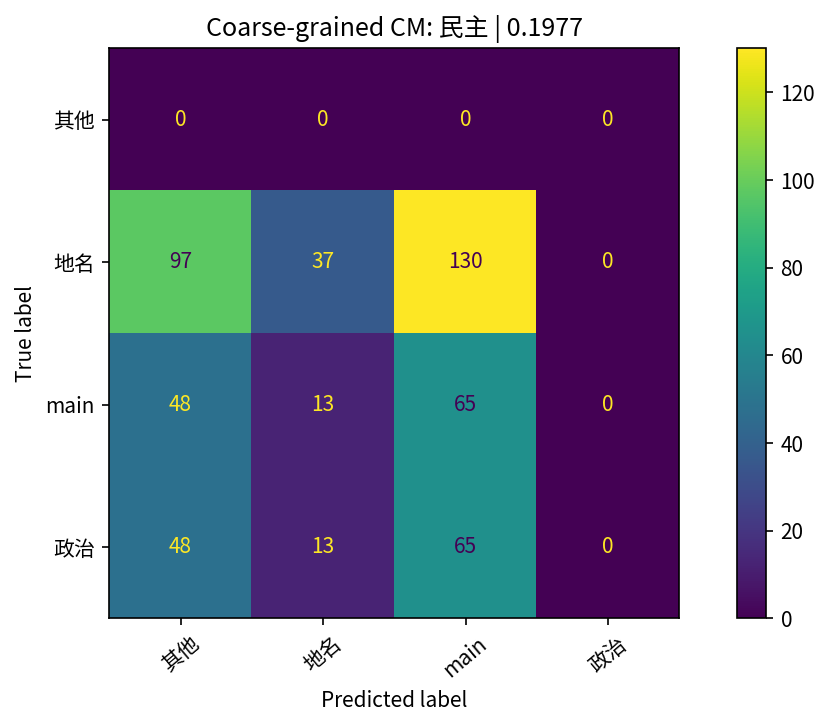 Coarse-grained CM: 民主 | 0.1977
True label
其他 0 0 0 0
地名 97 37 130 0
main 48 13 65 0
政治 48 13 65 0
其他 地名 main 政治
Predicted label
120
100
80
60
40
20
0